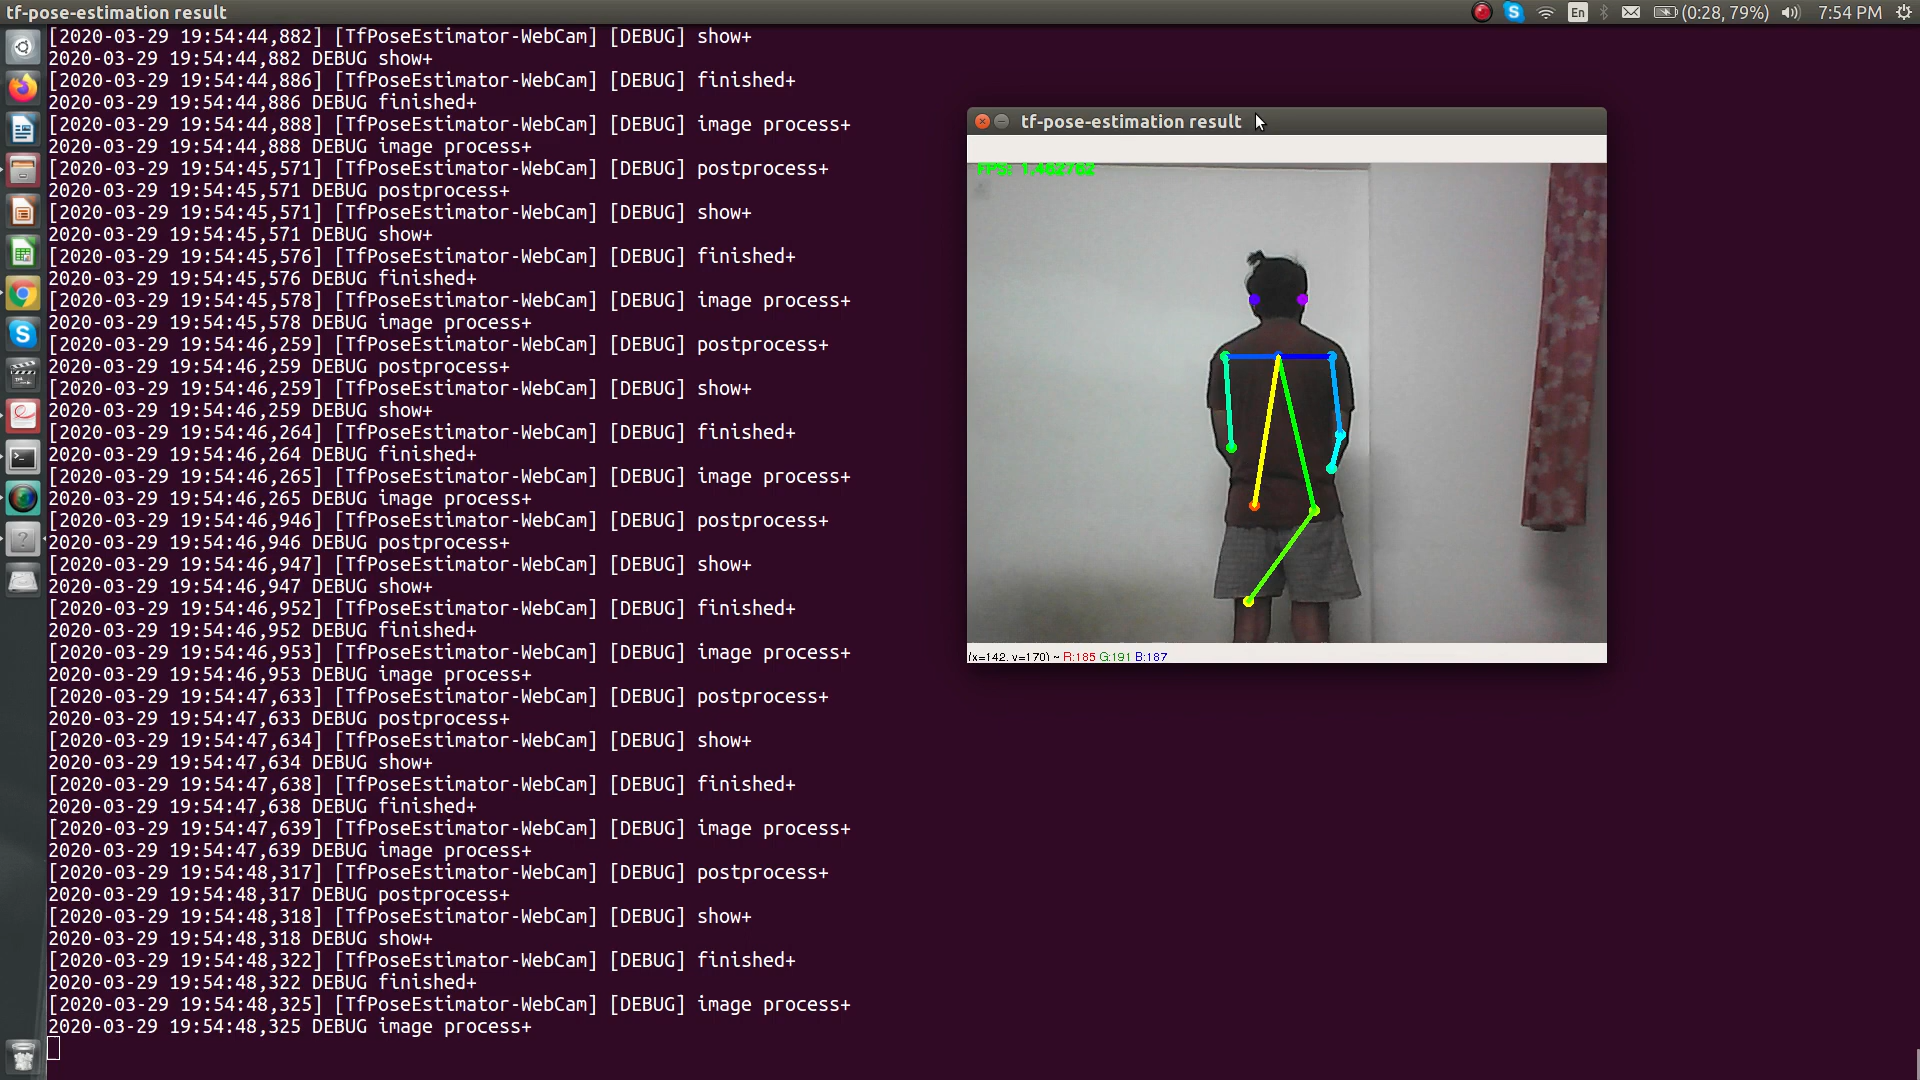 tf-pose-estimation result
En
(0:28, 79%)
7:54 PM
[2020-03-29 19:54:44,882] [TfPoseEstimator-WebCam] [DEBUG] show+
2020-03-29 19:54:44,882 DEBUG show+
[2020-03-29 19:54:44,886] [TfPoseEstimator-WebCam] [DEBUG] finished+
2020-03-29 19:54:44,886 DEBUG finished+
[2020-03-29 19:54:44,888] [TfPoseEstimator-WebCam] [DEBUG] image process+
2020-03-29 19:54:44,888 DEBUG image process+
[2020-03-29 19:54:45,571] [TfPoseEstimator-WebCam] [DEBUG] postprocess+
2020-03-29 19:54:45,571 DEBUG postprocess+
[2020-03-29 19:54:45,571] [TfPoseEstimator-WebCam] [DEBUG] show+
2020-03-29 19:54:45,571 DEBUG show+
[2020-03-29 19:54:45,576] [TfPoseEstimator-WebCam] [DEBUG] finished+
2020-03-29 19:54:45,576 DEBUG finished+
[2020-03-29 19:54:45,578] [TfPoseEstimator-WebCam] [DEBUG] image process+
2020-03-29 19:54:45,578 DEBUG image process+
[2020-03-29 19:54:46,259] [TfPoseEstimator-WebCam] [DEBUG] postprocess+
2020-03-29 19:54:46,259 DEBUG postprocess+
[2020-03-29 19:54:46,259] [TfPoseEstimator-WebCam] [DEBUG] show+
2020-03-29 19:54:46,259 DEBUG show+
[2020-03-29 19:54:46,264] [TfPoseEstimator-WebCam] [DEBUG] finished+
2020-03-29 19:54:46,264 DEBUG finished+
[2020-03-29 19:54:46,265] [TfPoseEstimator-WebCam] [DEBUG] image process+
2020-03-29 19:54:46,265 DEBUG image process+
[2020-03-29 19:54:46,946] [TfPoseEstimator-WebCam] [DEBUG] postprocess+
2020-03-29 19:54:46,946 DEBUG postprocess+
[2020-03-29 19:54:46,947] [TfPoseEstimator-WebCam] [DEBUG] show+
2020-03-29 19:54:46,947 DEBUG show+
[2020-03-29 19:54:46,952] [TfPoseEstimator-WebCam] [DEBUG] finished+
2020-03-29 19:54:46,952 DEBUG finished+
[2020-03-29 19:54:46,953] [TfPoseEstimator-WebCam] [DEBUG] image process+
2020-03-29 19:54:46,953 DEBUG image process+
[2020-03-29 19:54:47,633] [TfPoseEstimator-WebCam] [DEBUG] postprocess+
2020-03-29 19:54:47,633 DEBUG postprocess+
[2020-03-29 19:54:47,634] [TfPoseEstimator-WebCam] [DEBUG] show+
2020-03-29 19:54:47,634 DEBUG show+
[2020-03-29 19:54:47,638] [TfPoseEstimator-WebCam] [DEBUG] finished+
2020-03-29 19:54:47,638 DEBUG finished+
[2020-03-29 19:54:47,639] [TfPoseEstimator-WebCam] [DEBUG] image process+
2020-03-29 19:54:47,639 DEBUG image process+
[2020-03-29 19:54:48,317] [TfPoseEstimator-WebCam] [DEBUG] postprocess+
2020-03-29 19:54:48,317 DEBUG postprocess+
[2020-03-29 19:54:48,318] [TfPoseEstimator-WebCam] [DEBUG] show+
2020-03-29 19:54:48,318 DEBUG show+
[2020-03-29 19:54:48,322] [TfPoseEstimator-WebCam] [DEBUG] finished+
2020-03-29 19:54:48,322 DEBUG finished+
[2020-03-29 19:54:48,325] [TfPoseEstimator-WebCam] [DEBUG] image process+
2020-03-29 19:54:48,325 DEBUG image process+
tf-pose-estimation result
FPS: 1.462762
(x=142, y=170) ~ R:185 G:191 B:187